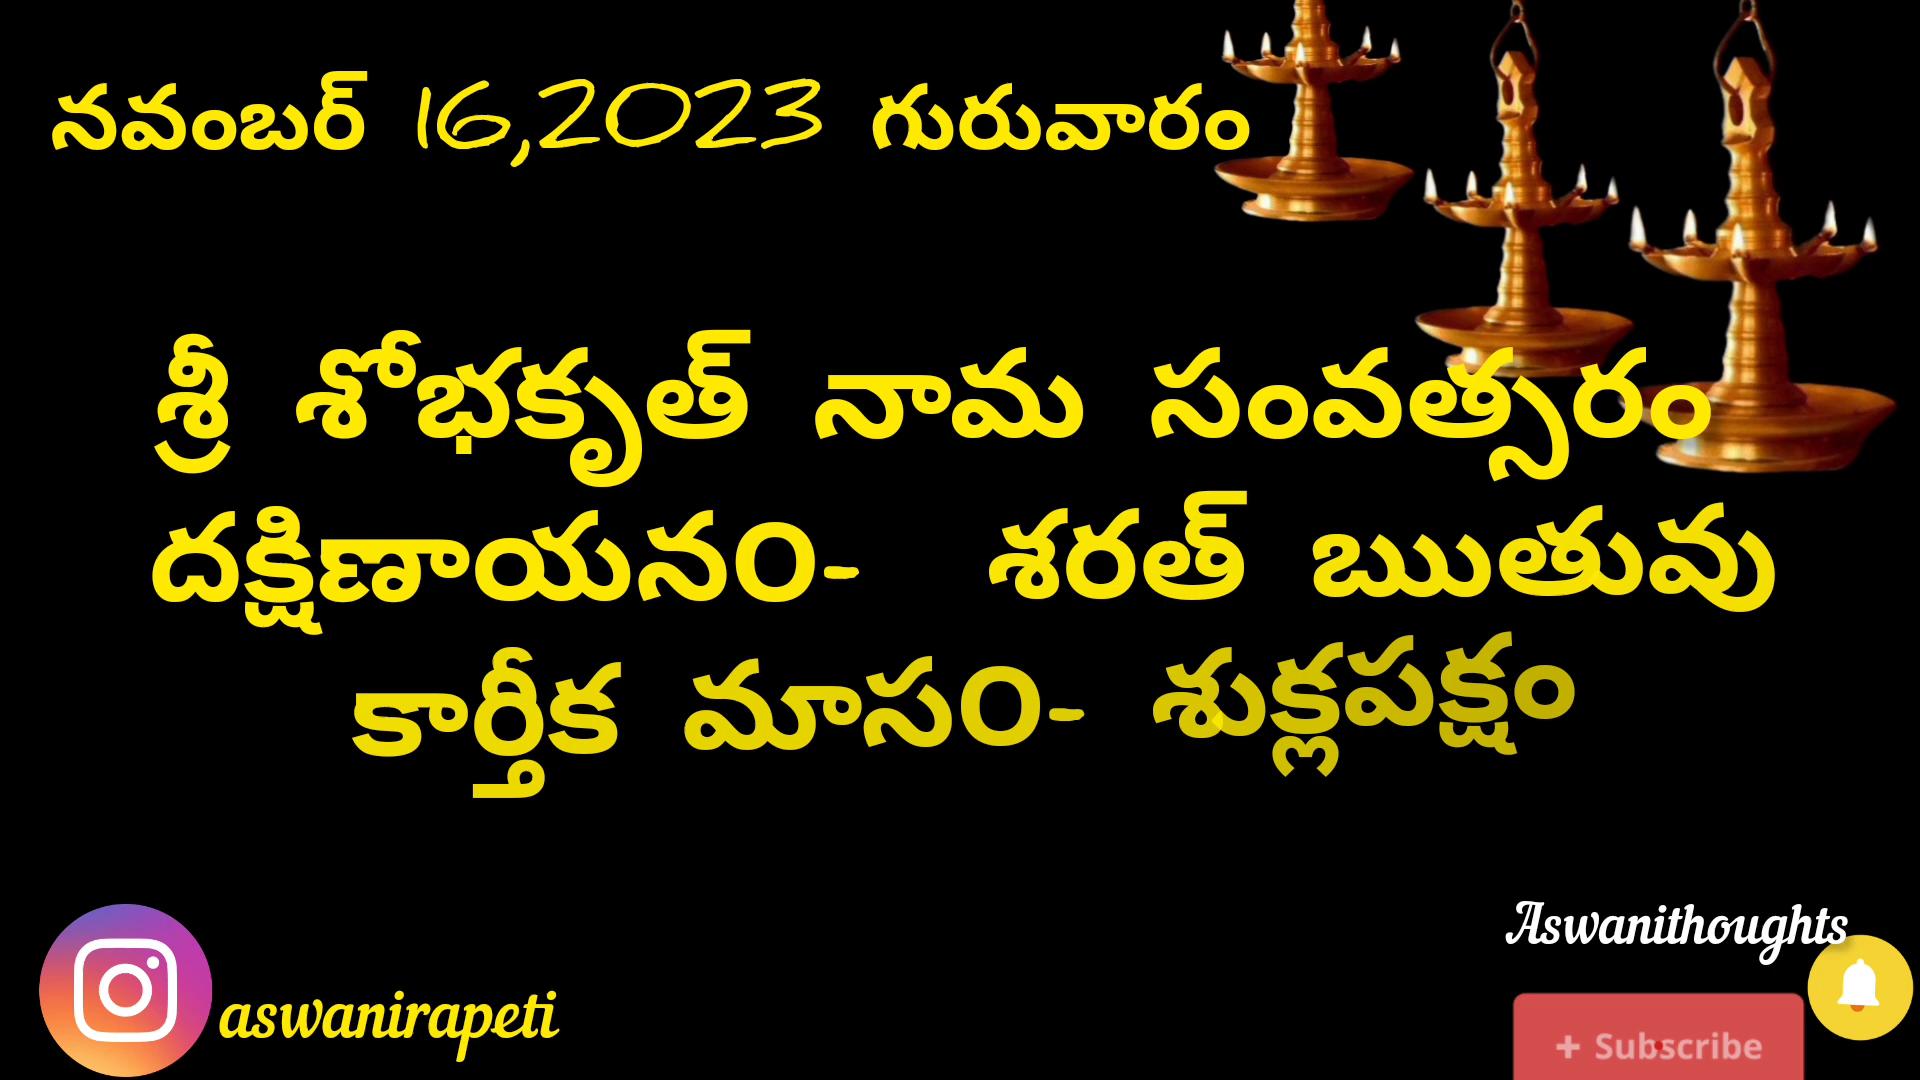 నవంబర్ 16,2023 గురువారం
శ్రీ శోభకృత్ నామ సంవత్సరం
దక్షిణాయనం- శరత్ ఋతువు
కార్తీక మాసం- శుక్లపక్షం
Aswanithoughts
aswanirapeti
+ Subscribe